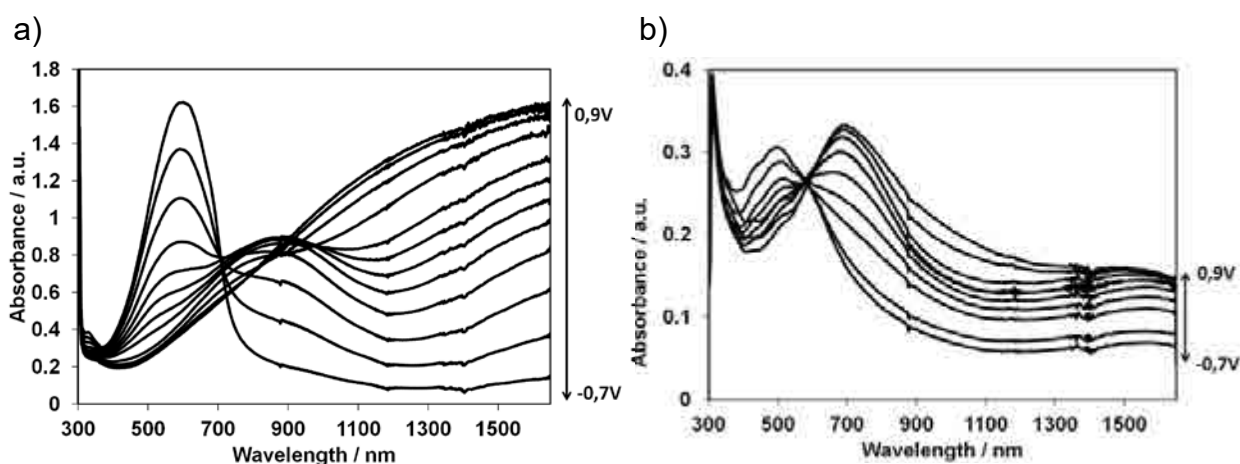 a)
1.8
1.6
1.4
1.2
1
0.8
0.6
0.4
0.2
0
300 500 700 900 1100 1300 1500
Absorbance / a.u.
Wavelength / nm
0,9V
-0,7V
b)
0.4
0.3
0.2
0.1
0
300 500 700 900 1100 1300 1500
Absorbance / a.u.
Wavelength / nm
0,9V
-0,7V